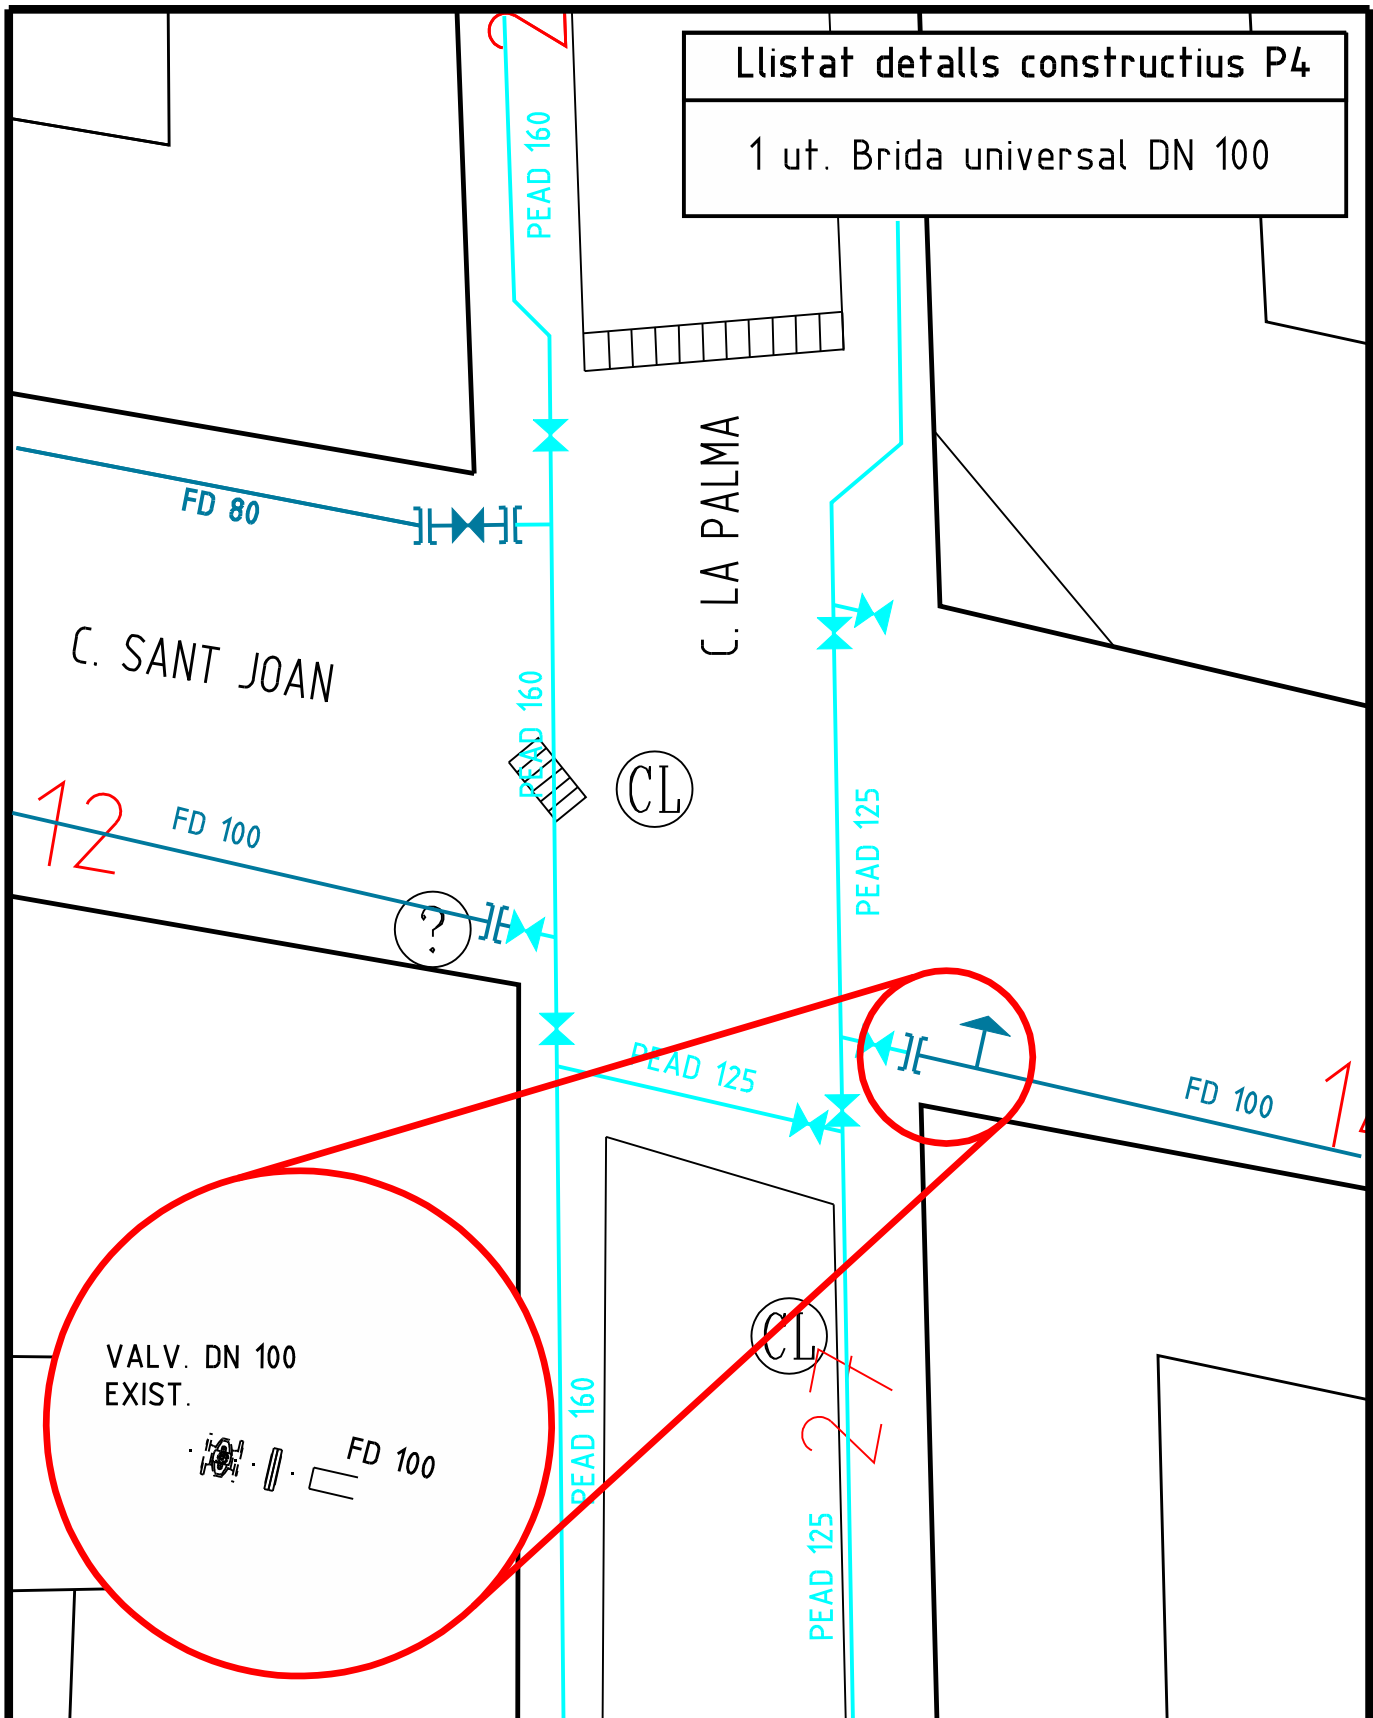 2
Llistat detalls constructius P4
1 ut. Brida universal DN 100
PEAD 160
C. LA PALMA
FD 80
C. SANT JOAN
PEAD 160
CL
12
FD 100
PEAD 125
?
PEAD 125
FD 100
CL
27
VALV. DN 100
EXIST.
FD 100
PEAD 160
PEAD 125